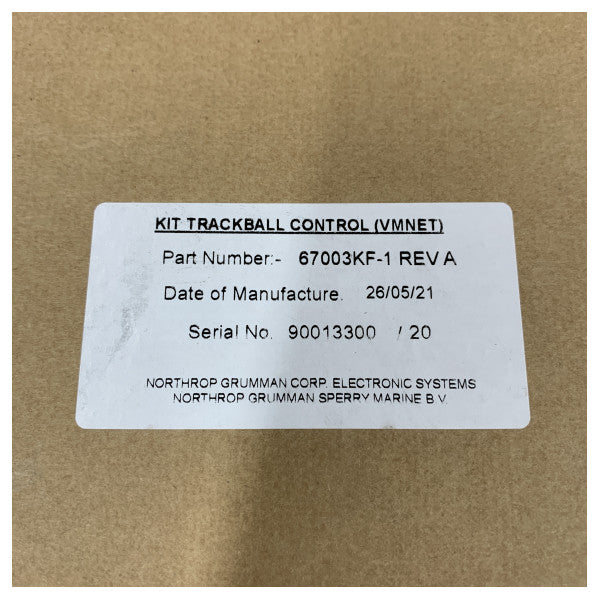 KIT TRACKBALL CONTROL (VMNET)
Part Number:- 67003KF-1 REV A
Date of Manufacture. 26/05/21
Serial No. 90013300 / 20
NORTHROP GRUMMAN CORP. ELECTRONIC SYSTEMS
NORTHROP GRUMMAN SPERRY MARINE B.V.